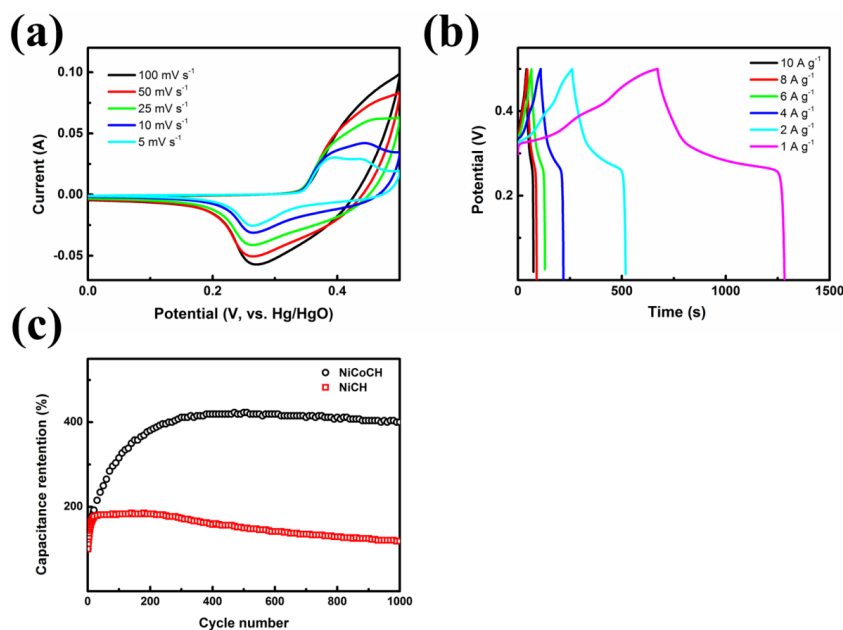 (a)
100 mV s⁻¹
50 mV s⁻¹
25 mV s⁻¹
10 mV s⁻¹
5 mV s⁻¹
0.10
0.05
0.00
-0.05
Current (A)
0.0
0.2
0.4
Potential (V, vs. Hg/HgO)
(b)
10 A g⁻¹
8 A g⁻¹
6 A g⁻¹
4 A g⁻¹
2 A g⁻¹
1 A g⁻¹
0.4
0.2
Potential (V)
0
500
1000
1500
Time (s)
(c)
NiCoCH
NiCH
400
200
Capacitance rentention (%)
0
200
400
600
800
1000
Cycle number